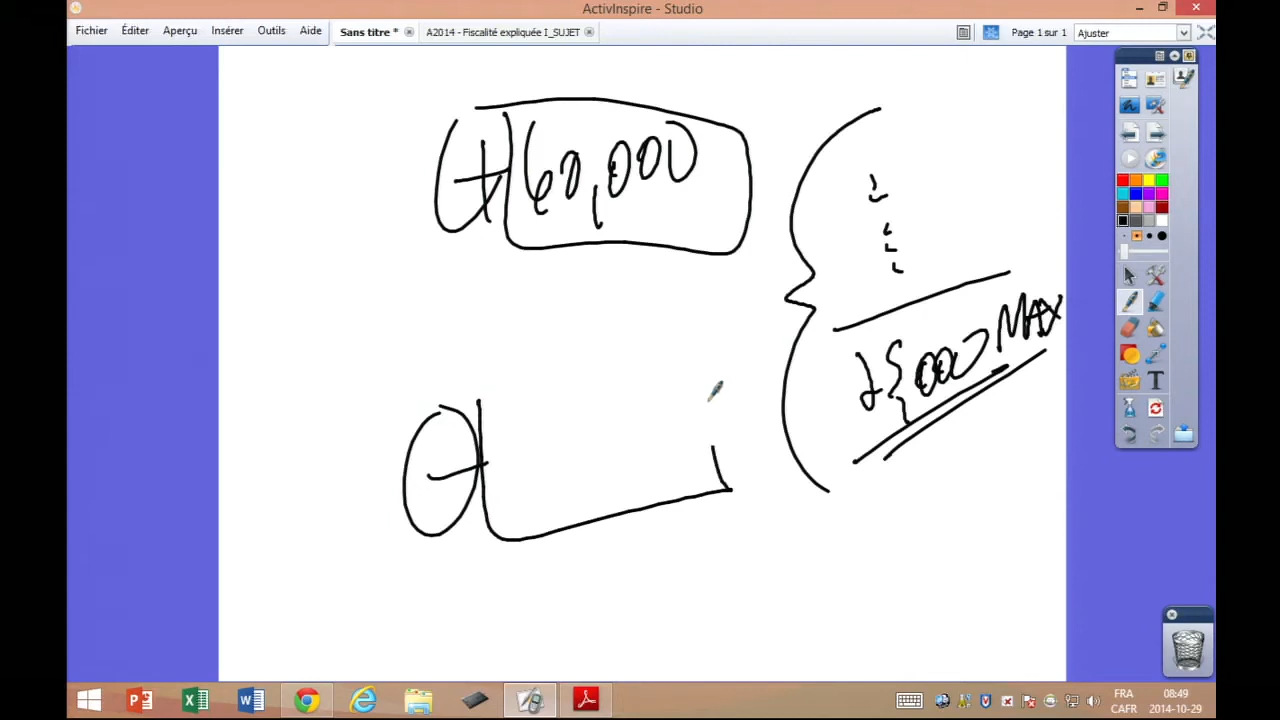 ActivInspire - Studio
Fichier Éditer Aperçu Insérer Outils Aide
Sans titre * A2014 - Fiscalité expliquée I_SUJET
Page 1 sur 1 Ajuster
+ 60,000
000 MAX
-
FRA 08:49
CAFR 2014-10-29